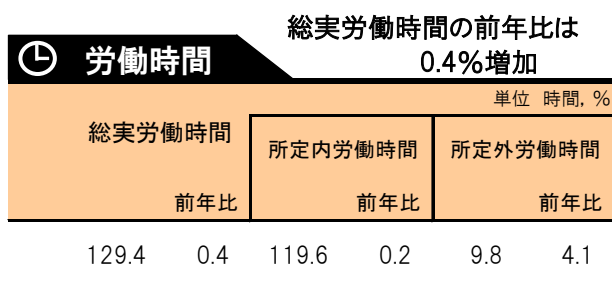 総実労働時間の前年比は
0.4%増加
労働時間
単位 時間, %
総実労働時間
所定内労働時間 所定外労働時間
前年比 前年比 前年比
129.4 0.4 119.6 0.2 9.8 4.1